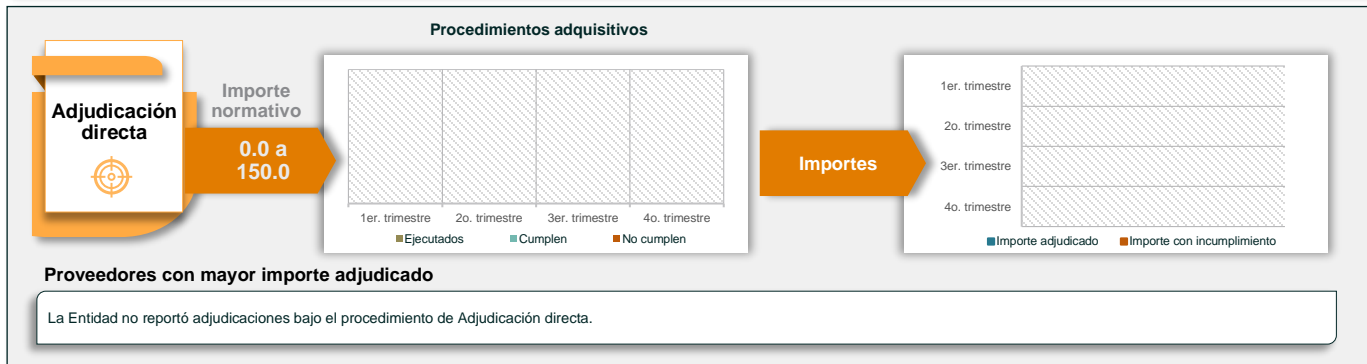 Procedimientos adquisitivos
Adjudicación
directa
Importe
normativo
0.0 a
150.0
1er. trimestre
2o. trimestre
3er. trimestre
4o. trimestre
Ejecutados
Cumplen
No cumplen
Importes
1er. trimestre
2o. trimestre
3er. trimestre
4o. trimestre
Importe adjudicado
Importe con incumplimiento
Proveedores con mayor importe adjudicado
La Entidad no reportó adjudicaciones bajo el procedimiento de Adjudicación directa.